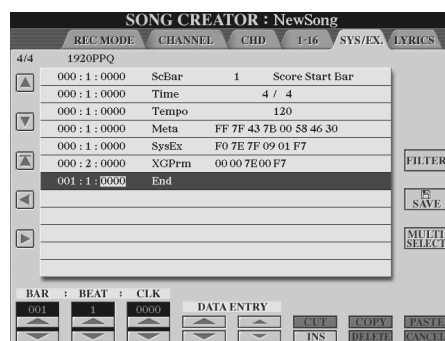 SONG CREATOR : NewSong
REC MODE CHANNEL CHD 1-16 SYS/EX. LYRICS
4/4 1920PPQ
000 : 1 : 0000 ScBar 1 Score Start Bar
000 : 1 : 0000 Time 4 / 4
000 : 1 : 0000 Tempo 120
000 : 1 : 0000 Meta FF 7F 43 7B 00 58 46 30
000 : 1 : 0000 SysEx F0 7E 7F 09 01 F7
000 : 2 : 0000 XGPrm 00 00 7E 00 F7
001 : 1 : 0000 End
FILTER
SAVE
MULTI
SELECT
BAR : BEAT : CLK
001 1 0000 DATA ENTRY
CUT COPY PASTE
INS DELETE CANCEL